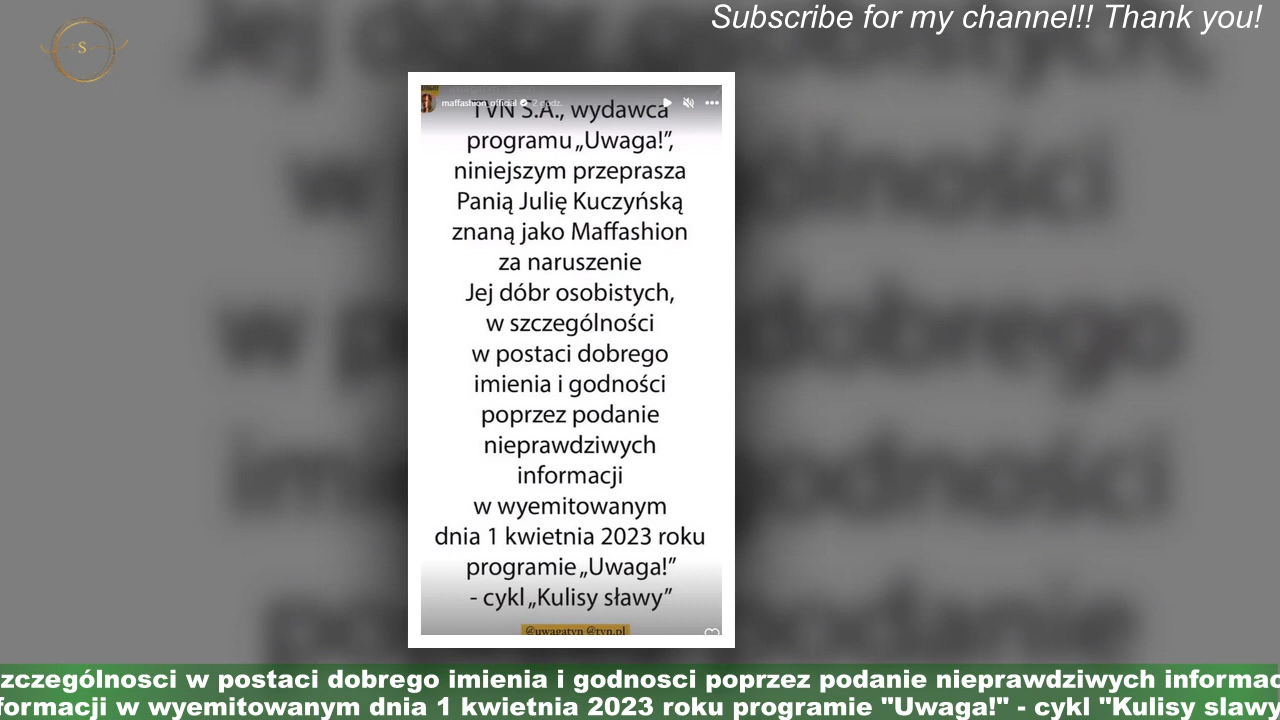 Subscribe for my channel!! Thank you!
S
maffashion_official 2 godz.
TVN S.A., wydawca
programu „Uwaga!”,
niniejszym przeprasza
Panią Julię Kuczyńską
znaną jako Maffashion
za naruszenie
Jej dóbr osobistych,
w szczególności
w postaci dobrego
imienia i godności
poprzez podanie
nieprawdziwych
informacji
w wyemitowanym
dnia 1 kwietnia 2023 roku
programie „Uwaga!”
- cykl „Kulisy sławy”
@uwagatvn @tvn.pl
zczególnosci w postaci dobrego imienia i godnosci poprzez podanie nieprawdziwych informac
formacji w wyemitowanym dnia 1 kwietnia 2023 roku programie "Uwaga!" - cykl "Kulisy slawy